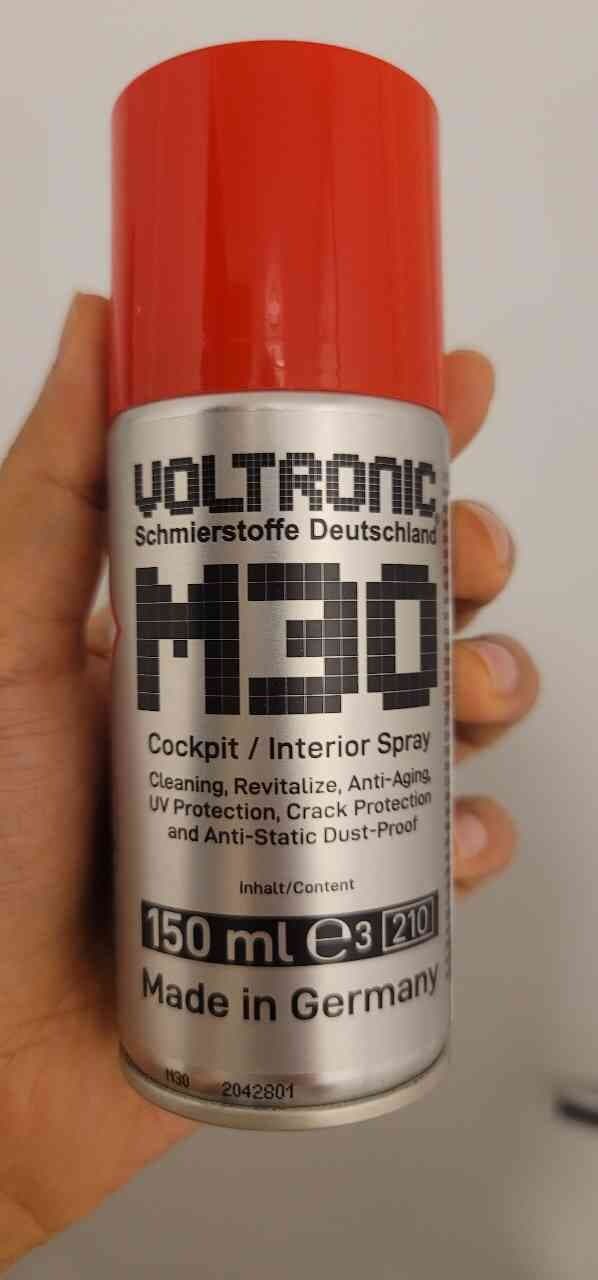 VOLTRONIC®
Schmierstoffe Deutschland
M30
Cockpit / Interior Spray
Cleaning, Revitalize, Anti-Aging,
UV Protection, Crack Protection
and Anti-Static Dust-Proof
Inhalt/Content
150 ml ℮3 210
Made in Germany
M30 2042801